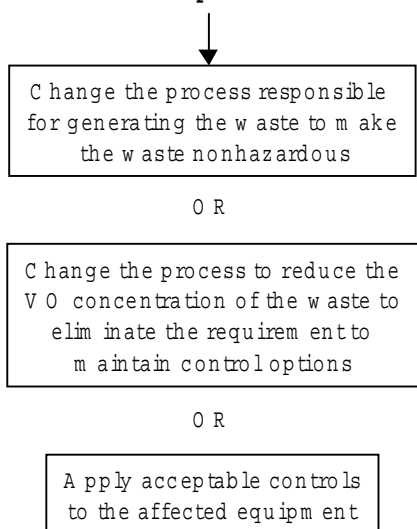 Change the process responsible
for generating the waste to make
the waste nonhazardous
OR
Change the process to reduce the
VO concentration of the waste to
eliminate the requirement to
maintain control options
OR
Apply acceptable controls
to the affected equipment